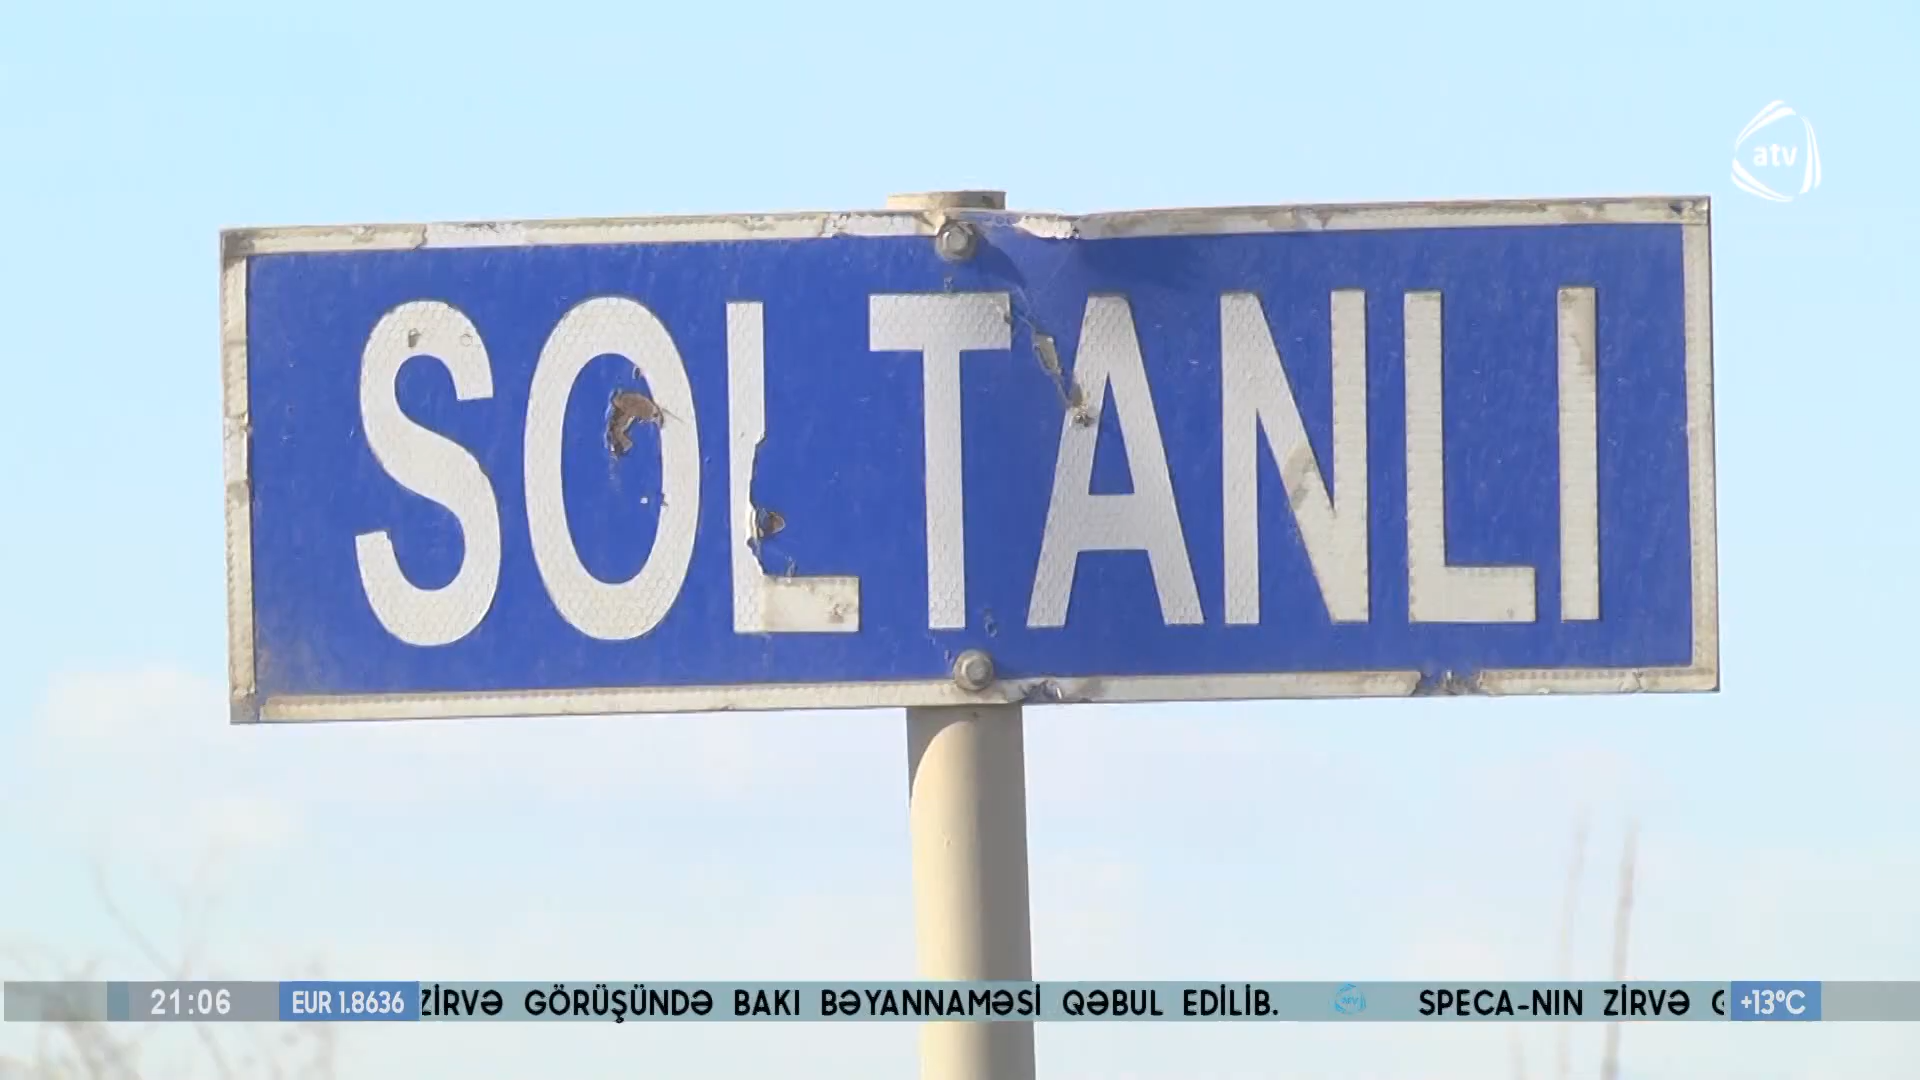 atv
SOLTANLI
21:06 EUR 1.8636 ZİRVƏ GÖRÜŞÜNDƏ BAKI BƏYANNAMƏSİ QƏBUL EDİLİB. ATV SPECA-NIN ZİRVƏ +13°C